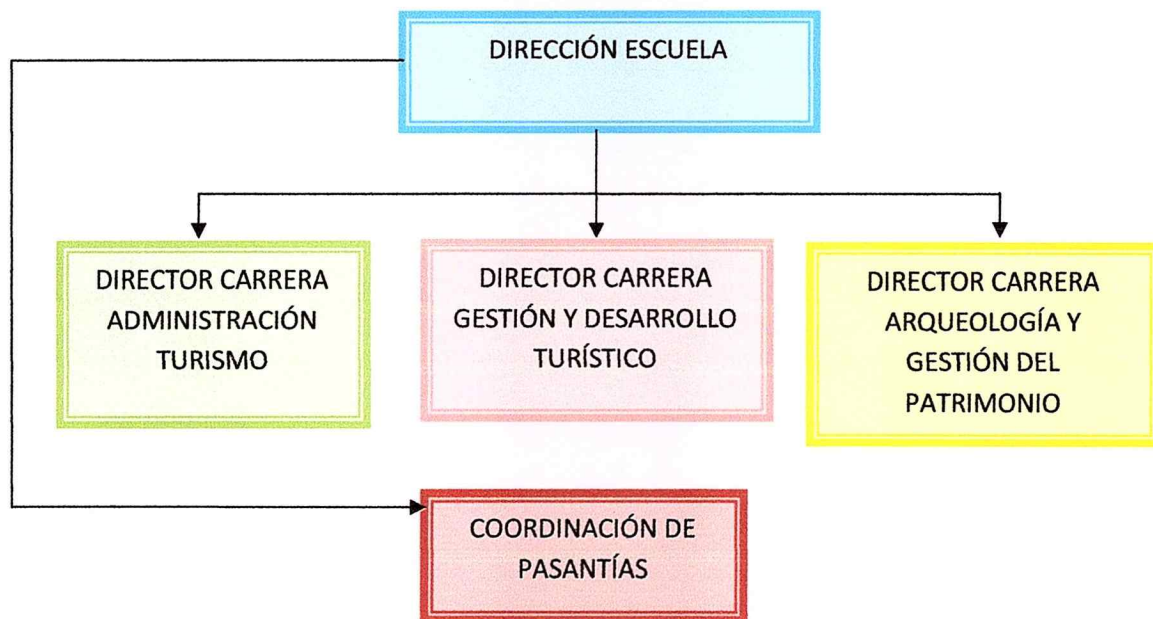 DIRECCIÓN ESCUELA
DIRECTOR CARRERA
ADMINISTRACIÓN
TURISMO
DIRECTOR CARRERA
GESTIÓN Y DESARROLLO
TURÍSTICO
DIRECTOR CARRERA
ARQUEOLOGÍA Y
GESTIÓN DEL
PATRIMONIO
COORDINACIÓN DE
PASANTÍAS